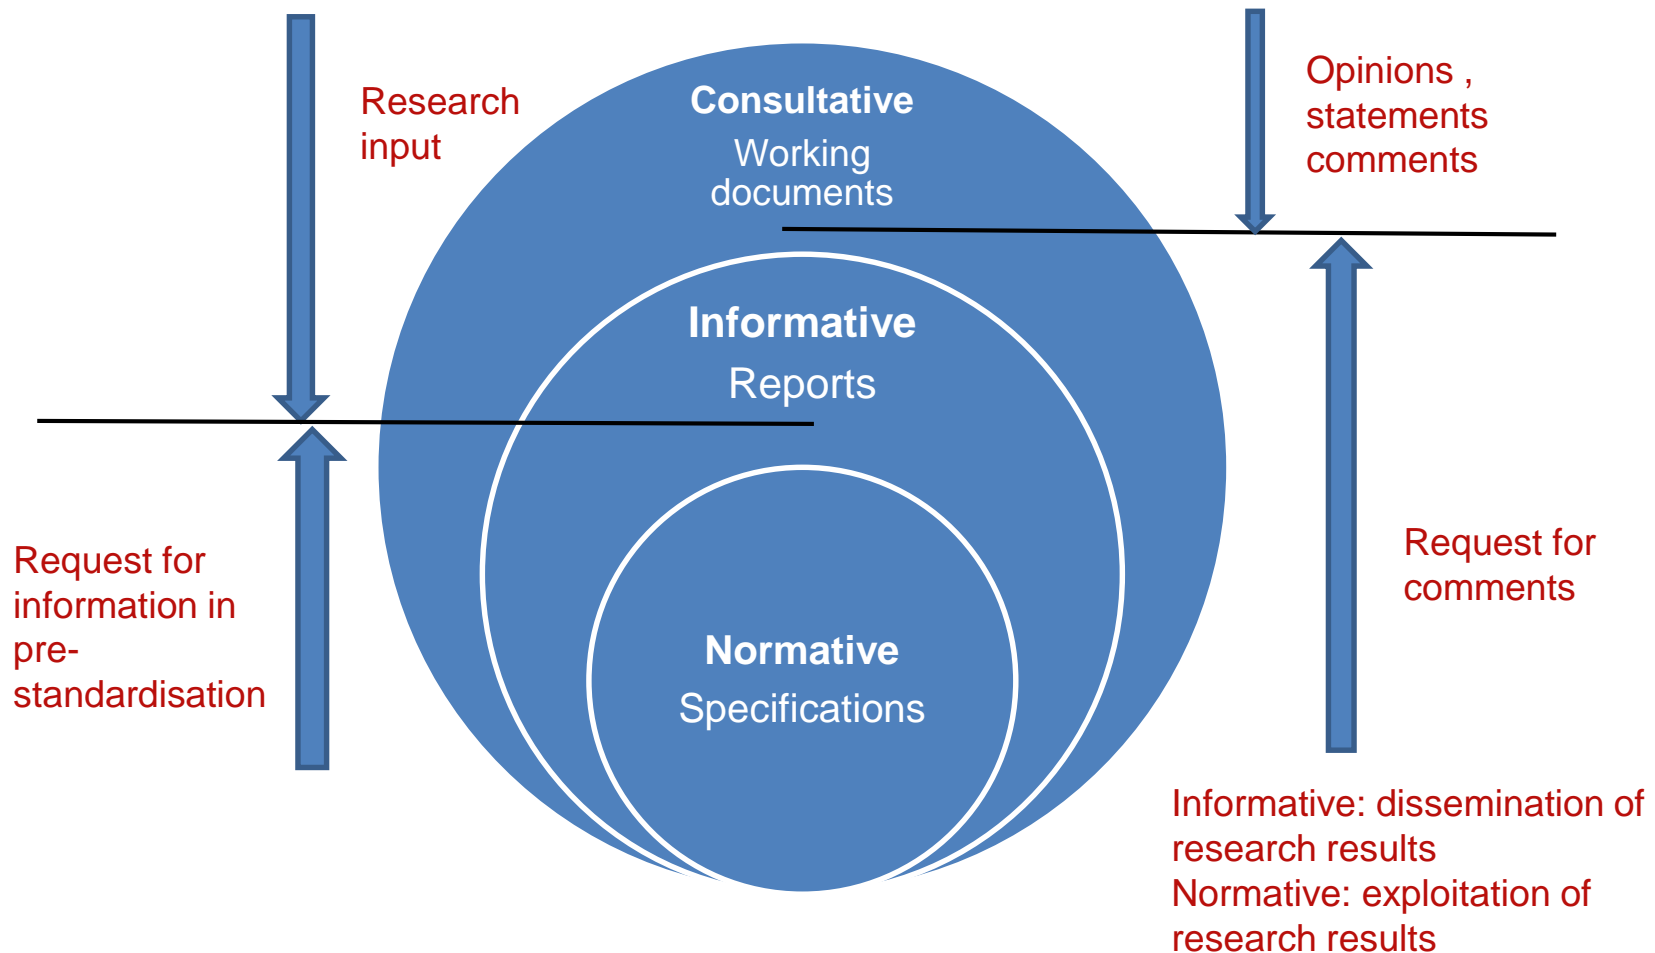 Research
input
Consultative
Working
documents
Opinions ,
statements
comments
Informative
Reports
Request for
information in
pre-
standardisation
Normative
Specifications
Request for
comments
Informative: dissemination of
research results
Normative: exploitation of
research results